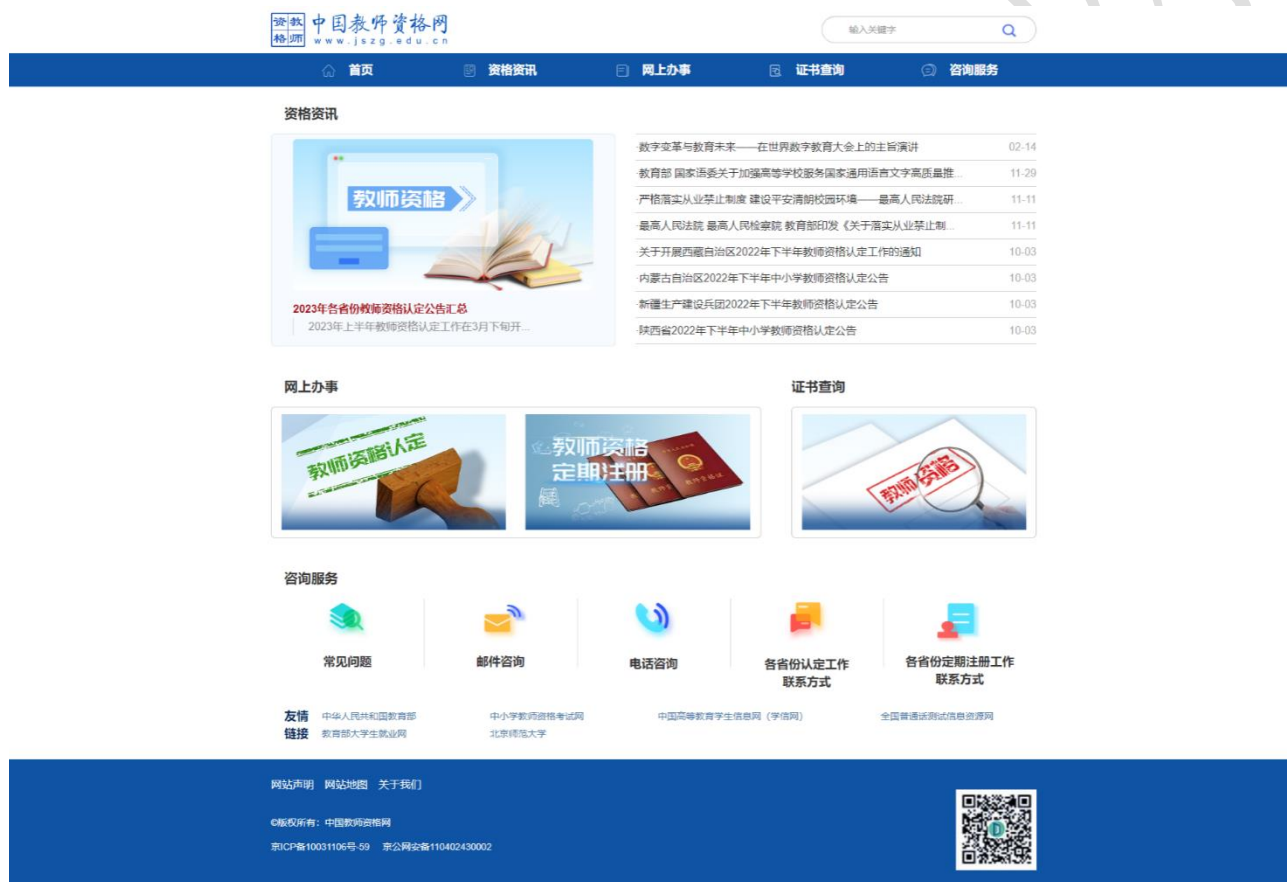 资教
格师
中国教师资格网
www.jszg.edu.cn
输入关键字
首页
资格资讯
网上办事
证书查询
咨询服务
资格资讯
教师资格
2023年各省份教师资格认定公告汇总
2023年上半年教师资格认定工作在3月下旬开...
·数字变革与教育未来——在世界数字教育大会上的主旨演讲 02-14
·教育部 国家语委关于加强高等学校服务国家通用语言文字高质量推... 11-29
·严格落实从业禁止制度 建设平安清朗校园环境——最高人民法院研... 11-11
·最高人民法院 最高人民检察院 教育部印发《关于落实从业禁止制... 11-11
·关于开展西藏自治区2022年下半年教师资格认定工作的通知 10-03
·内蒙古自治区2022年下半年中小学教师资格认定公告 10-03
·新疆生产建设兵团2022年下半年教师资格认定公告 10-03
·陕西省2022年下半年中小学教师资格认定公告 10-03
网上办事
证书查询
教师资格认定
教师资格
定期注册
教师资格
咨询服务
常见问题
邮件咨询
电话咨询
各省份认定工作
联系方式
各省份定期注册工作
联系方式
友情
链接
中华人民共和国教育部
中小学教师资格考试网
中国高等教育学生信息网（学信网）
全国普通话测试信息资源网
教育部大学生就业网
北京师范大学
网站声明 网站地图 关于我们
©版权所有：中国教师资格网
京ICP备10031106号-59 京公网安备110402430002